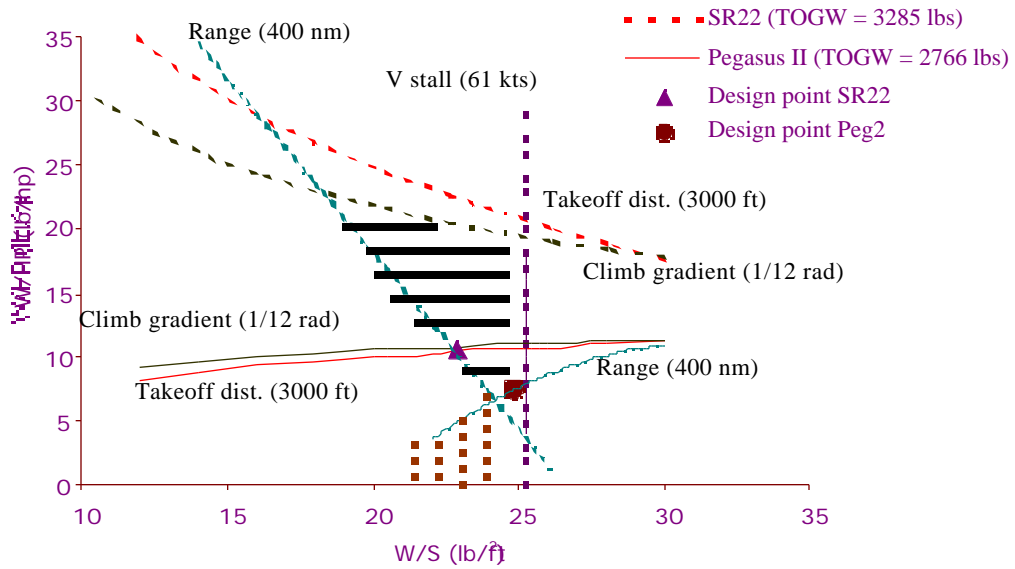 SR22 (TOGW = 3285 lbs)
Pegasus II (TOGW = 2766 lbs)
Design point SR22
Design point Peg2
Range (400 nm)
V stall (61 kts)
Takeoff dist. (3000 ft)
Climb gradient (1/12 rad)
Climb gradient (1/12 rad)
Range (400 nm)
Takeoff dist. (3000 ft)
35
30
25
20
15
10
5
0
10 15 20 25 30 35
W/S (lb/ft²)